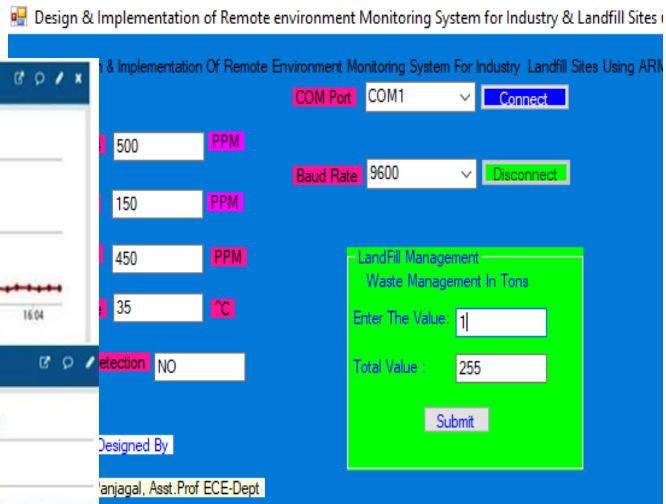 Design & Implementation of Remote environment Monitoring System for Industry & Landfill Sites
& Implementation Of Remote Environment Monitoring System For Industry Landfill Sites Using ARM
COM Port COM1 Connect
500 PPM
Baud Rate 9600 Disconnect
150 PPM
450 PPM
LandFill Management
Waste Management In Tons
35 ^C
Enter The Value: 1
16:04
etection NO
Total Value : 255
Submit
Designed By
anjagal, Asst.Prof ECE-Dept